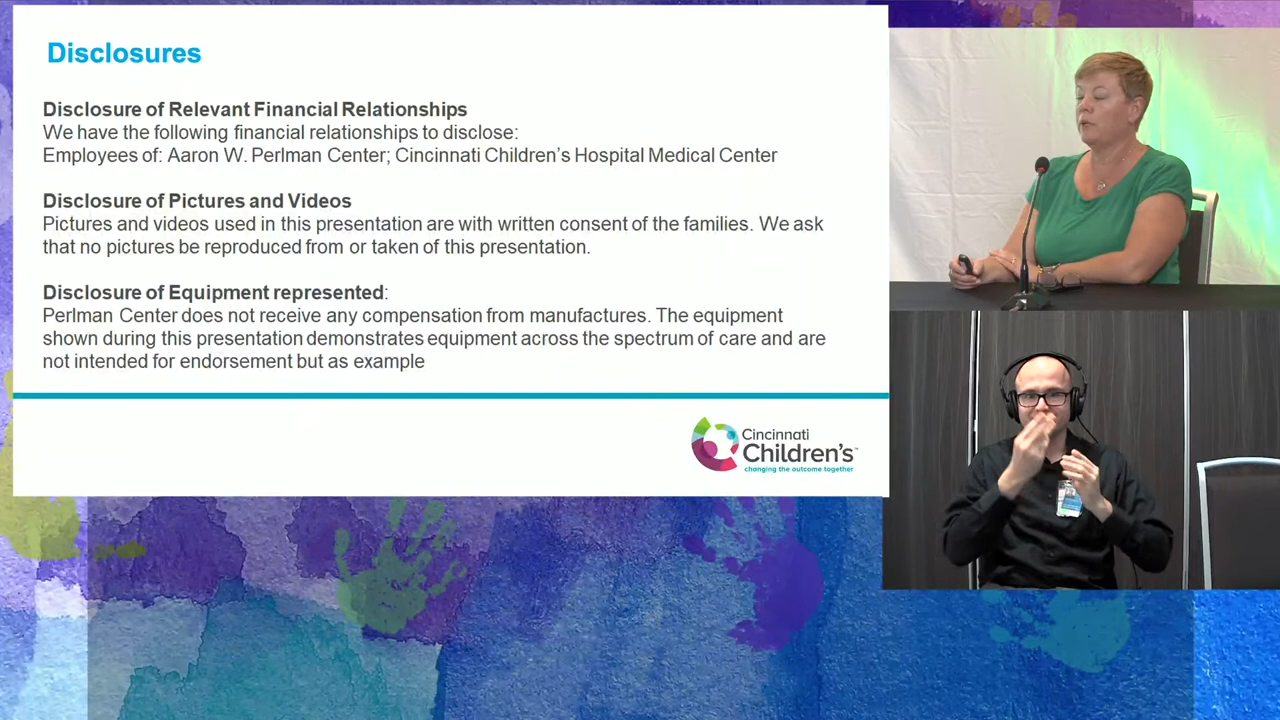 Disclosures
Disclosure of Relevant Financial Relationships
We have the following financial relationships to disclose:
Employees of: Aaron W. Perlman Center; Cincinnati Children's Hospital Medical Center
Disclosure of Pictures and Videos
Pictures and videos used in this presentation are with written consent of the families. We ask
that no pictures be reproduced from or taken of this presentation.
Disclosure of Equipment represented:
Perlman Center does not receive any compensation from manufactures. The equipment
shown during this presentation demonstrates equipment across the spectrum of care and are
not intended for endorsement but as example
Cincinnati
Children's™
changing the outcome together